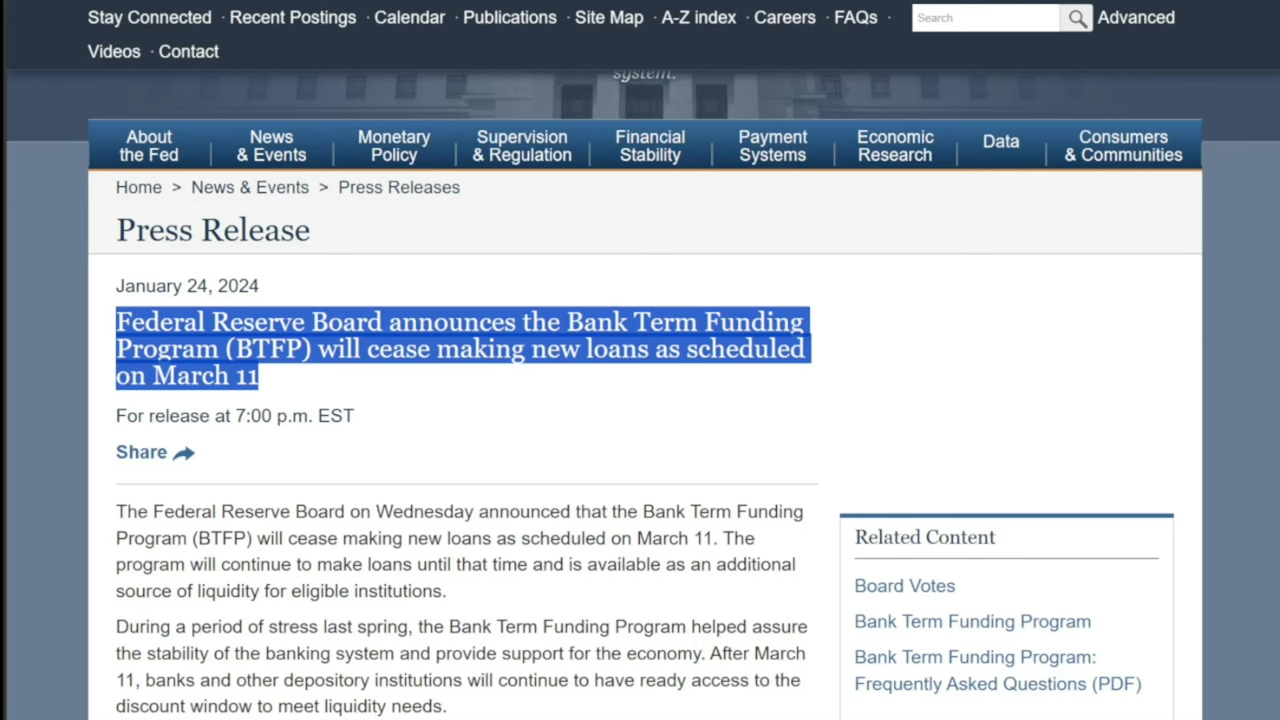 Stay Connected · Recent Postings · Calendar · Publications · Site Map · A-Z index · Careers · FAQs · Search Advanced
Videos · Contact
system.
About the Fed
News & Events
Monetary Policy
Supervision & Regulation
Financial Stability
Payment Systems
Economic Research
Data
Consumers & Communities
Home > News & Events > Press Releases
Press Release
January 24, 2024
Federal Reserve Board announces the Bank Term Funding
Program (BTFP) will cease making new loans as scheduled
on March 11
For release at 7:00 p.m. EST
Share
The Federal Reserve Board on Wednesday announced that the Bank Term Funding
Program (BTFP) will cease making new loans as scheduled on March 11. The
program will continue to make loans until that time and is available as an additional
source of liquidity for eligible institutions.
During a period of stress last spring, the Bank Term Funding Program helped assure
the stability of the banking system and provide support for the economy. After March
11, banks and other depository institutions will continue to have ready access to the
discount window to meet liquidity needs.
Related Content
Board Votes
Bank Term Funding Program
Bank Term Funding Program:
Frequently Asked Questions (PDF)